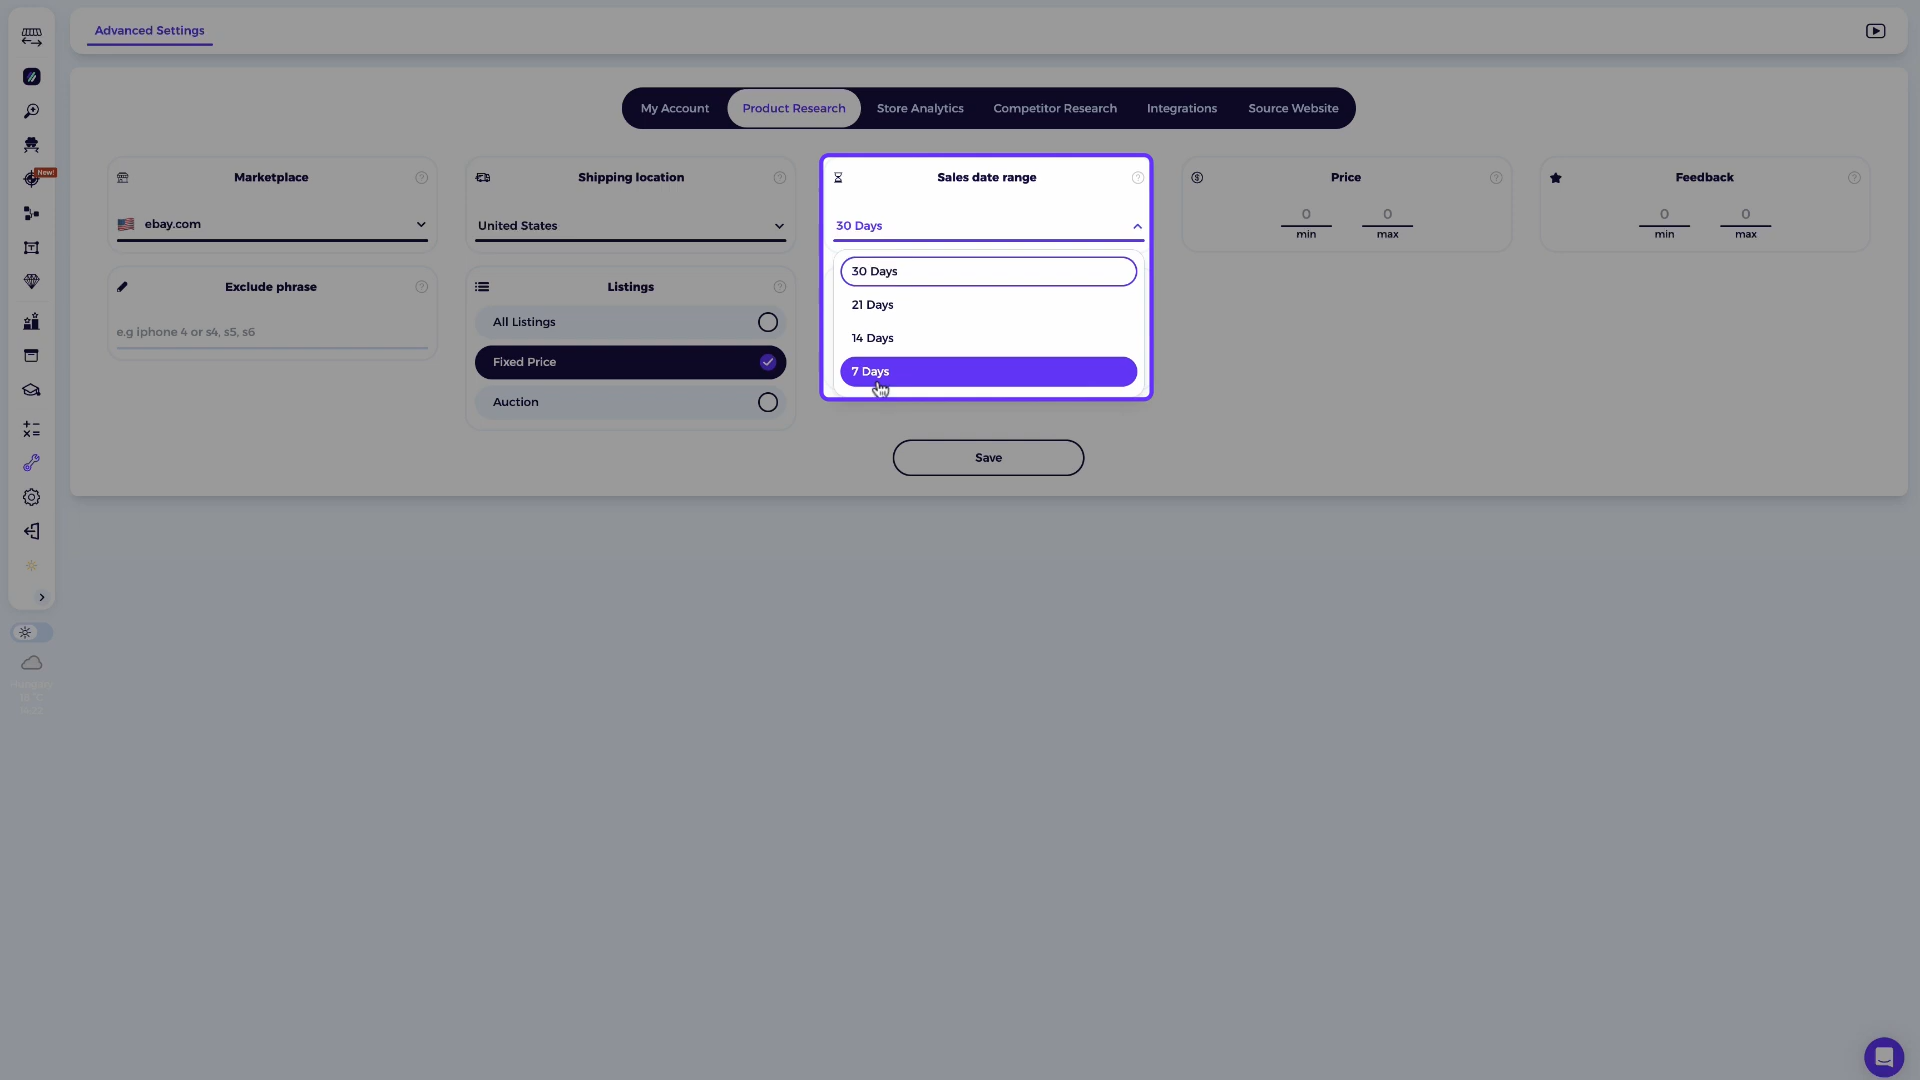 Advanced Settings
My Account
Product Research
Store Analytics
Competitor Research
Integrations
Source Website
New!
Marketplace
ebay.com
Shipping location
United States
Sales date range
30 Days
30 Days
21 Days
14 Days
7 Days
Price
0
min
0
max
Feedback
0
min
0
max
Exclude phrase
e.g iphone 4 or s4, s5, s6
Listings
All Listings
Fixed Price
Auction
Save